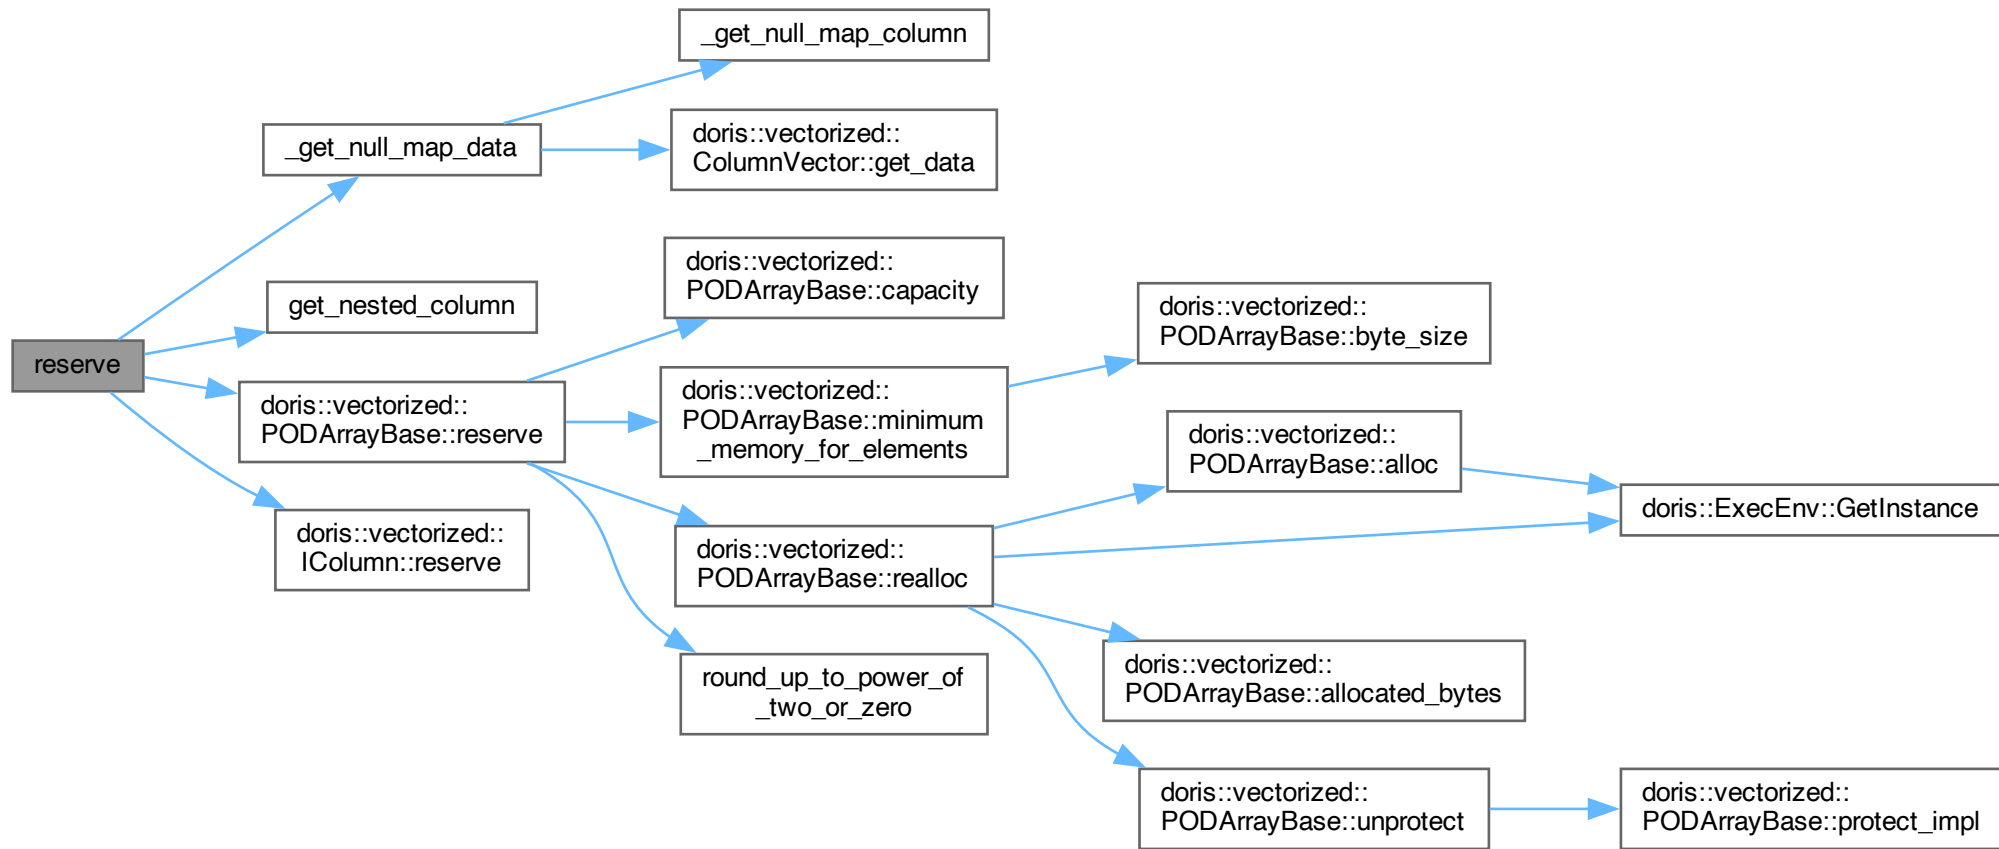 _get_null_map_column
_get_null_map_data
doris::vectorized::
ColumnVector::get_data
doris::vectorized::
PODArrayBase::capacity
get_nested_column
doris::vectorized::
PODArrayBase::byte_size
reserve
doris::vectorized::
PODArrayBase::reserve
doris::vectorized::
PODArrayBase::minimum
_memory_for_elements
doris::vectorized::
PODArrayBase::alloc
doris::ExecEnv::GetInstance
doris::vectorized::
IColumn::reserve
doris::vectorized::
PODArrayBase::realloc
round_up_to_power_of
_two_or_zero
doris::vectorized::
PODArrayBase::allocated_bytes
doris::vectorized::
PODArrayBase::unprotect
doris::vectorized::
PODArrayBase::protect_impl